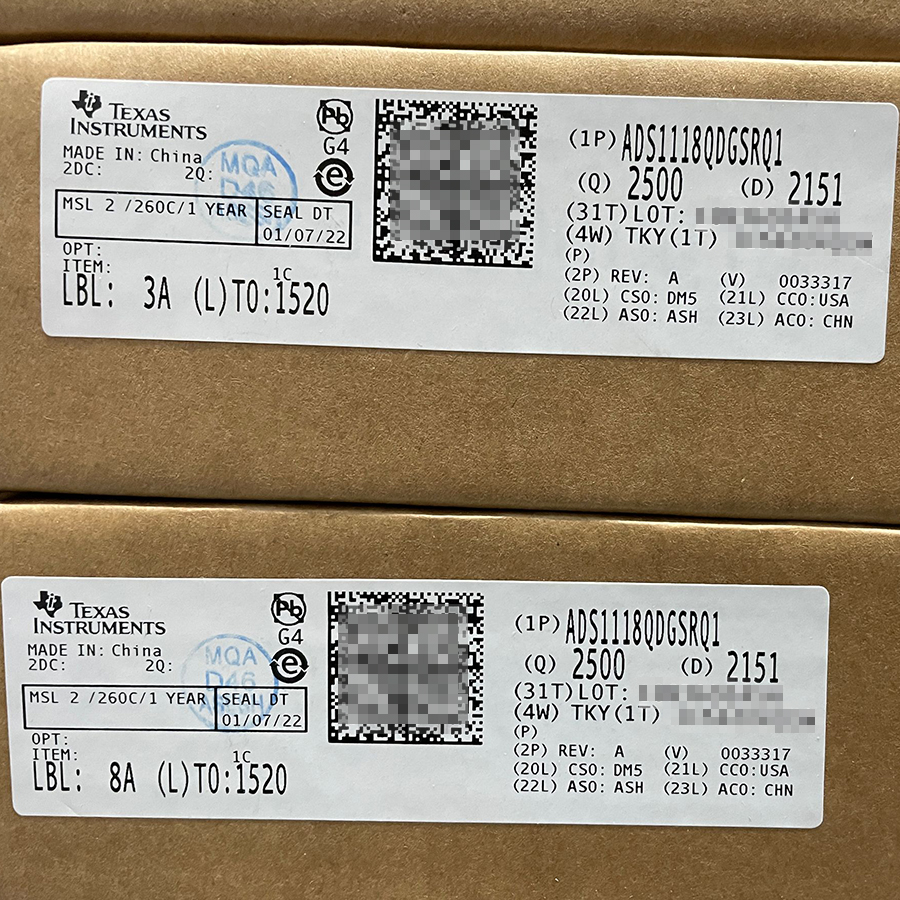 TEXAS
INSTRUMENTS
MADE IN: China
2DC: 2Q:
MQA
D46
MSL 2 /260C/1 YEAR
SEAL DT
01/07/22
OPT:
ITEM:
1C
LBL: 3A (L)TO:1520
Pb
G4
e
(1P) ADS1118QDGSRQ1
(Q) 2500 (D) 2151
(31T)LOT:
(4W) TKY(1T)
(P)
(2P) REV: A (V) 0033317
(20L) CSO: DM5 (21L) CCO:USA
(22L) ASO: ASH (23L) ACO: CHN
TEXAS
INSTRUMENTS
MADE IN: China
2DC: 2Q:
MQA
D46
MSL 2 /260C/1 YEAR
SEAL DT
01/07/22
OPT:
ITEM:
1C
LBL: 8A (L)TO:1520
Pb
G4
e
(1P) ADS1118QDGSRQ1
(Q) 2500 (D) 2151
(31T)LOT:
(4W) TKY(1T)
(P)
(2P) REV: A (V) 0033317
(20L) CSO: DM5 (21L) CCO:USA
(22L) ASO: ASH (23L) ACO: CHN